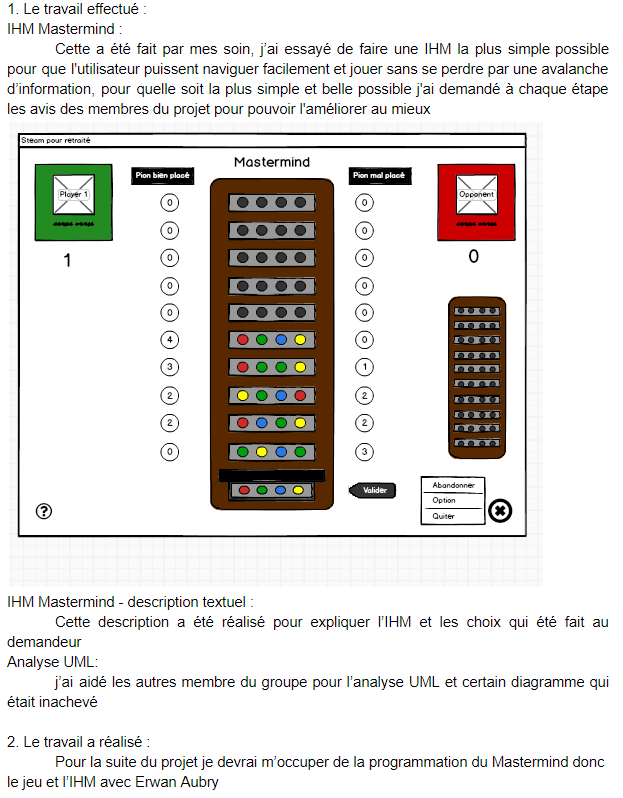 1. Le travail effectué :
IHM Mastermind :
Cette a été fait par mes soin, j'ai essayé de faire une IHM la plus simple possible
pour que l'utilisateur puissent naviguer facilement et jouer sans se perdre par une avalanche
d'information, pour quelle soit la plus simple et belle possible j'ai demandé à chaque étape
les avis des membres du projet pour pouvoir l'améliorer au mieux
Steam pour retraité
Mastermind
Pion bien placé
Pion mal placé
Player 1
Opponent
1
0
0 0
0 0
0 0
0 0
0 0
4 0
3 1
2 2
2 2
0 3
Valider
Abandonner
Option
Quiter
?
IHM Mastermind - description textuel :
Cette description a été réalisé pour expliquer l'IHM et les choix qui été fait au
demandeur
Analyse UML:
j'ai aidé les autres membre du groupe pour l'analyse UML et certain diagramme qui
était inachevé
2. Le travail a réalisé :
Pour la suite du projet je devrai m'occuper de la programmation du Mastermind donc
le jeu et l'IHM avec Erwan Aubry